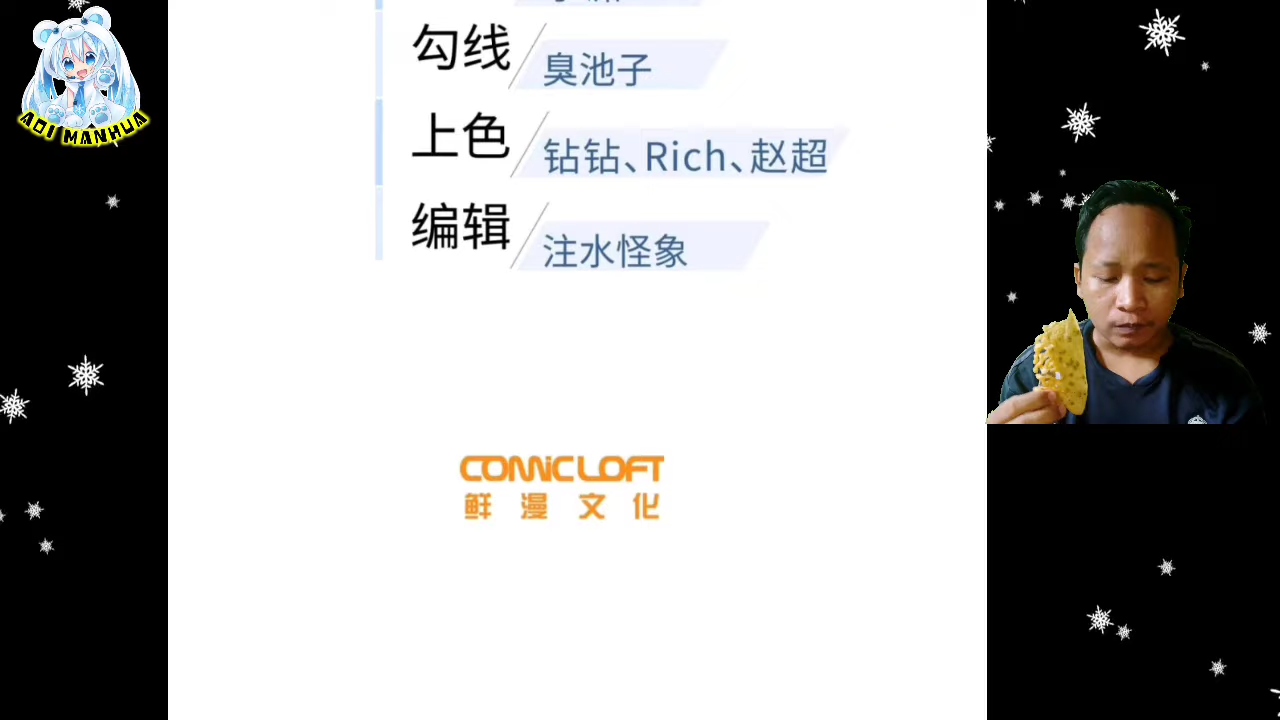 AOI MANHUA
勾线
臭池子
上色
钻钻、Rich、赵超
编辑
注水怪象
COMICLOFT
鲜漫文化